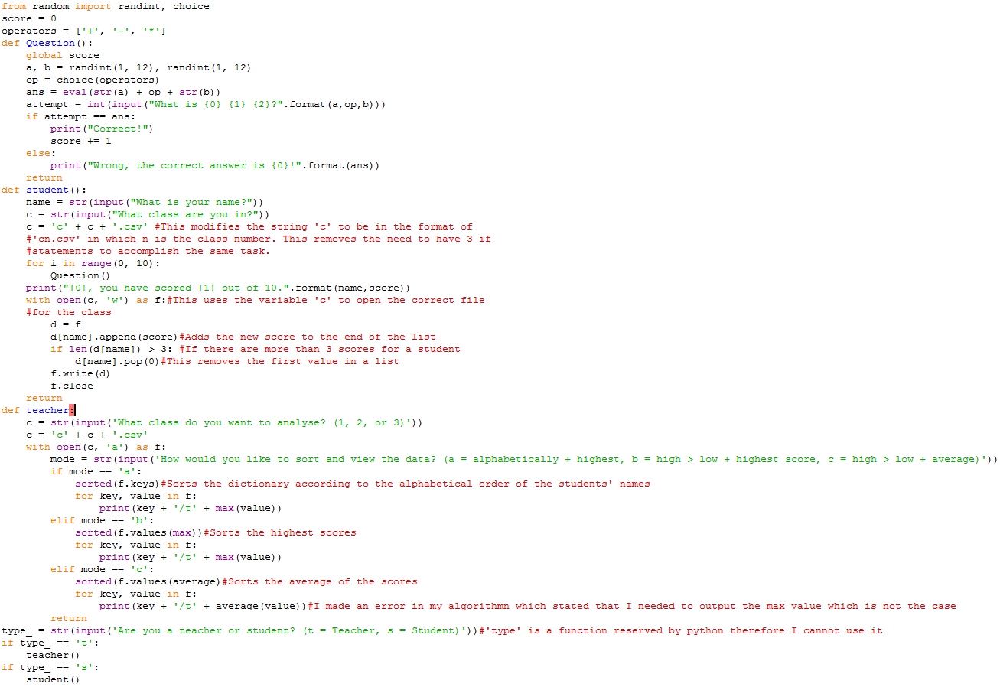 from random import randint, choice
score = 0
operators = ['+', '-', '*']
def Question():
    global score
    a, b = randint(1, 12), randint(1, 12)
    op = choice(operators)
    ans = eval(str(a) + op + str(b))
    attempt = int(input("What is {0} {1} {2}?".format(a,op,b)))
    if attempt == ans:
        print("Correct!")
        score += 1
    else:
        print("Wrong, the correct answer is {0}!".format(ans))
    return
def student():
    name = str(input("What is your name?"))
    c = str(input("What class are you in?"))
    c = 'c' + c + '.csv' #This modifies the string 'c' to be in the format of
    #'cn.csv' in which n is the class number. This removes the need to have 3 if
    #statements to accomplish the same task.
    for i in range(0, 10):
        Question()
    print("{0}, you have scored {1} out of 10.".format(name,score))
    with open(c, 'w') as f:#This uses the variable 'c' to open the correct file
    #for the class
        d = f
        d[name].append(score)#Adds the new score to the end of the list
        if len(d[name]) > 3: #If there are more than 3 scores for a student
            d[name].pop(0)#This removes the first value in a list
        f.write(d)
        f.close
    return
def teacher:
    c = str(input('What class do you want to analyse? (1, 2, or 3)'))
    c = 'c' + c + '.csv'
    with open(c, 'a') as f:
        mode = str(input('How would you like to sort and view the data? (a = alphabetically + highest, b = high > low + highest score, c = high > low + average)'))
        if mode == 'a':
            sorted(f.keys)#Sorts the dictionary according to the alphabetical order of the students' names
            for key, value in f:
                print(key + '/t' + max(value))
        elif mode == 'b':
            sorted(f.values(max))#Sorts the highest scores
            for key, value in f:
                print(key + '/t' + max(value))
        elif mode == 'c':
            sorted(f.values(average)#Sorts the average of the scores
            for key, value in f:
                print(key + '/t' + average(value))#I made an error in my algorithmn which stated that I needed to output the max value which is not the case
        return
type_ = str(input('Are you a teacher or student? (t = Teacher, s = Student)'))#'type' is a function reserved by python therefore I cannot use it
if type_ == 't':
    teacher()
if type_ == 's':
    student()